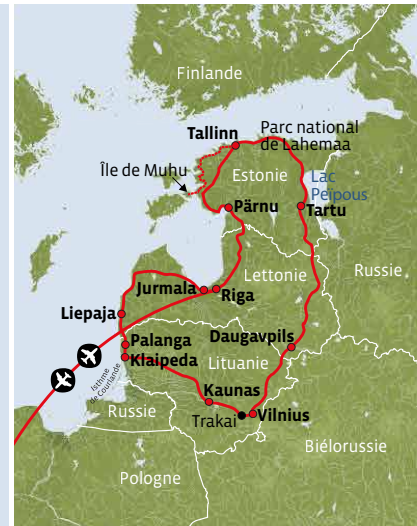 Finlande
Tallinn
Parc national
de Lahemaa
Île de Muhu
Estonie
Lac
Peïpous
Pärnu
Tartu
Lettonie
Russie
Jurmala
Riga
Liepaja
Palanga
Klaipeda
Daugavpils
Lituanie
Isthme
de Courlande
Kaunas
Trakai
Vilnius
Russie
Biélorussie
Pologne